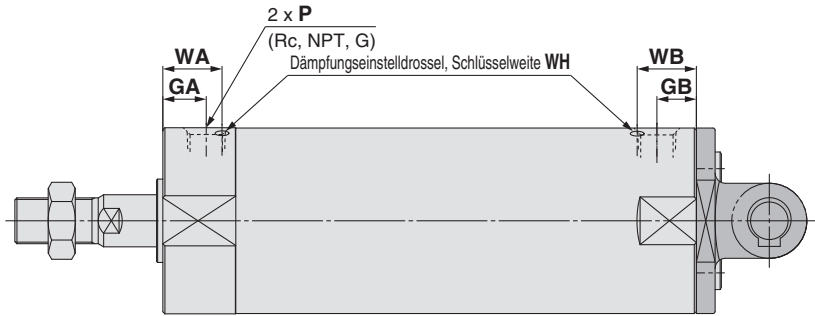 2 x P
(Rc, NPT, G)
WA
Dämpfungseinstelldrossel, Schlüsselweite WH
WB
GA
GB